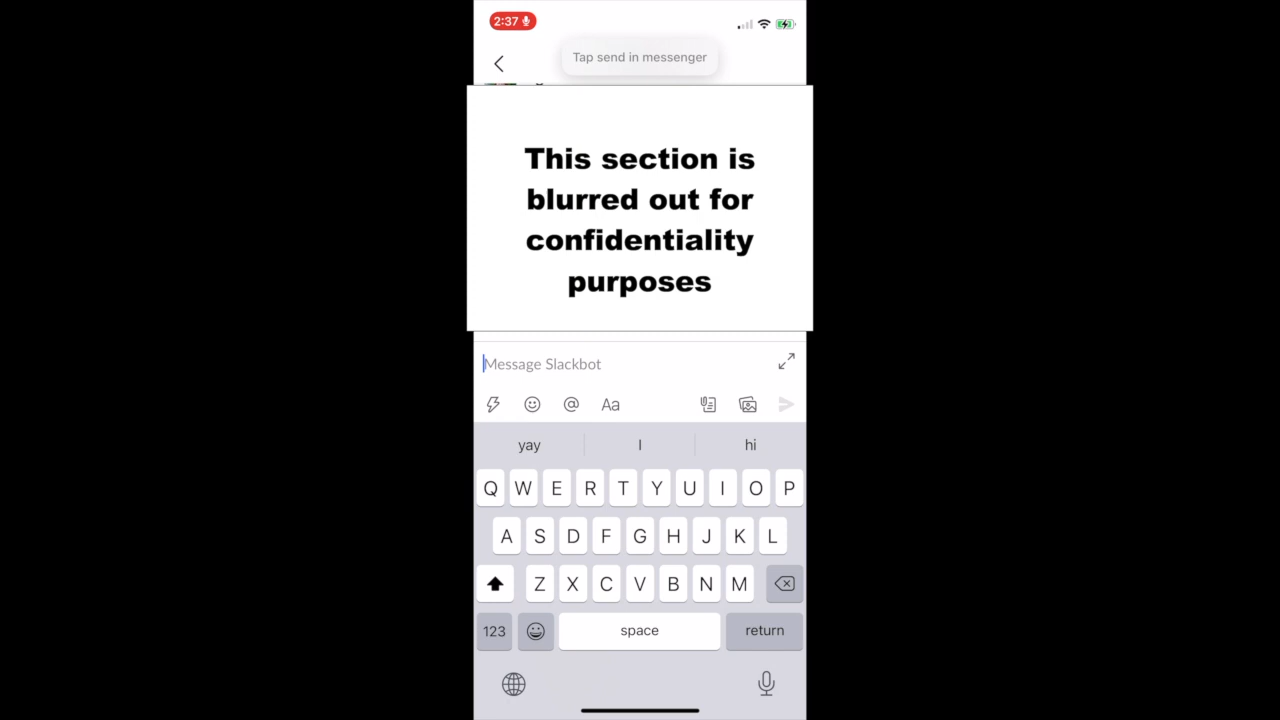 2:37
Tap send in messenger
This section is
blurred out for
confidentiality
purposes
Message Slackbot
@ Aa
yay I hi
Q W E R T Y U I O P
A S D F G H J K L
Z X C V B N M
123 space return